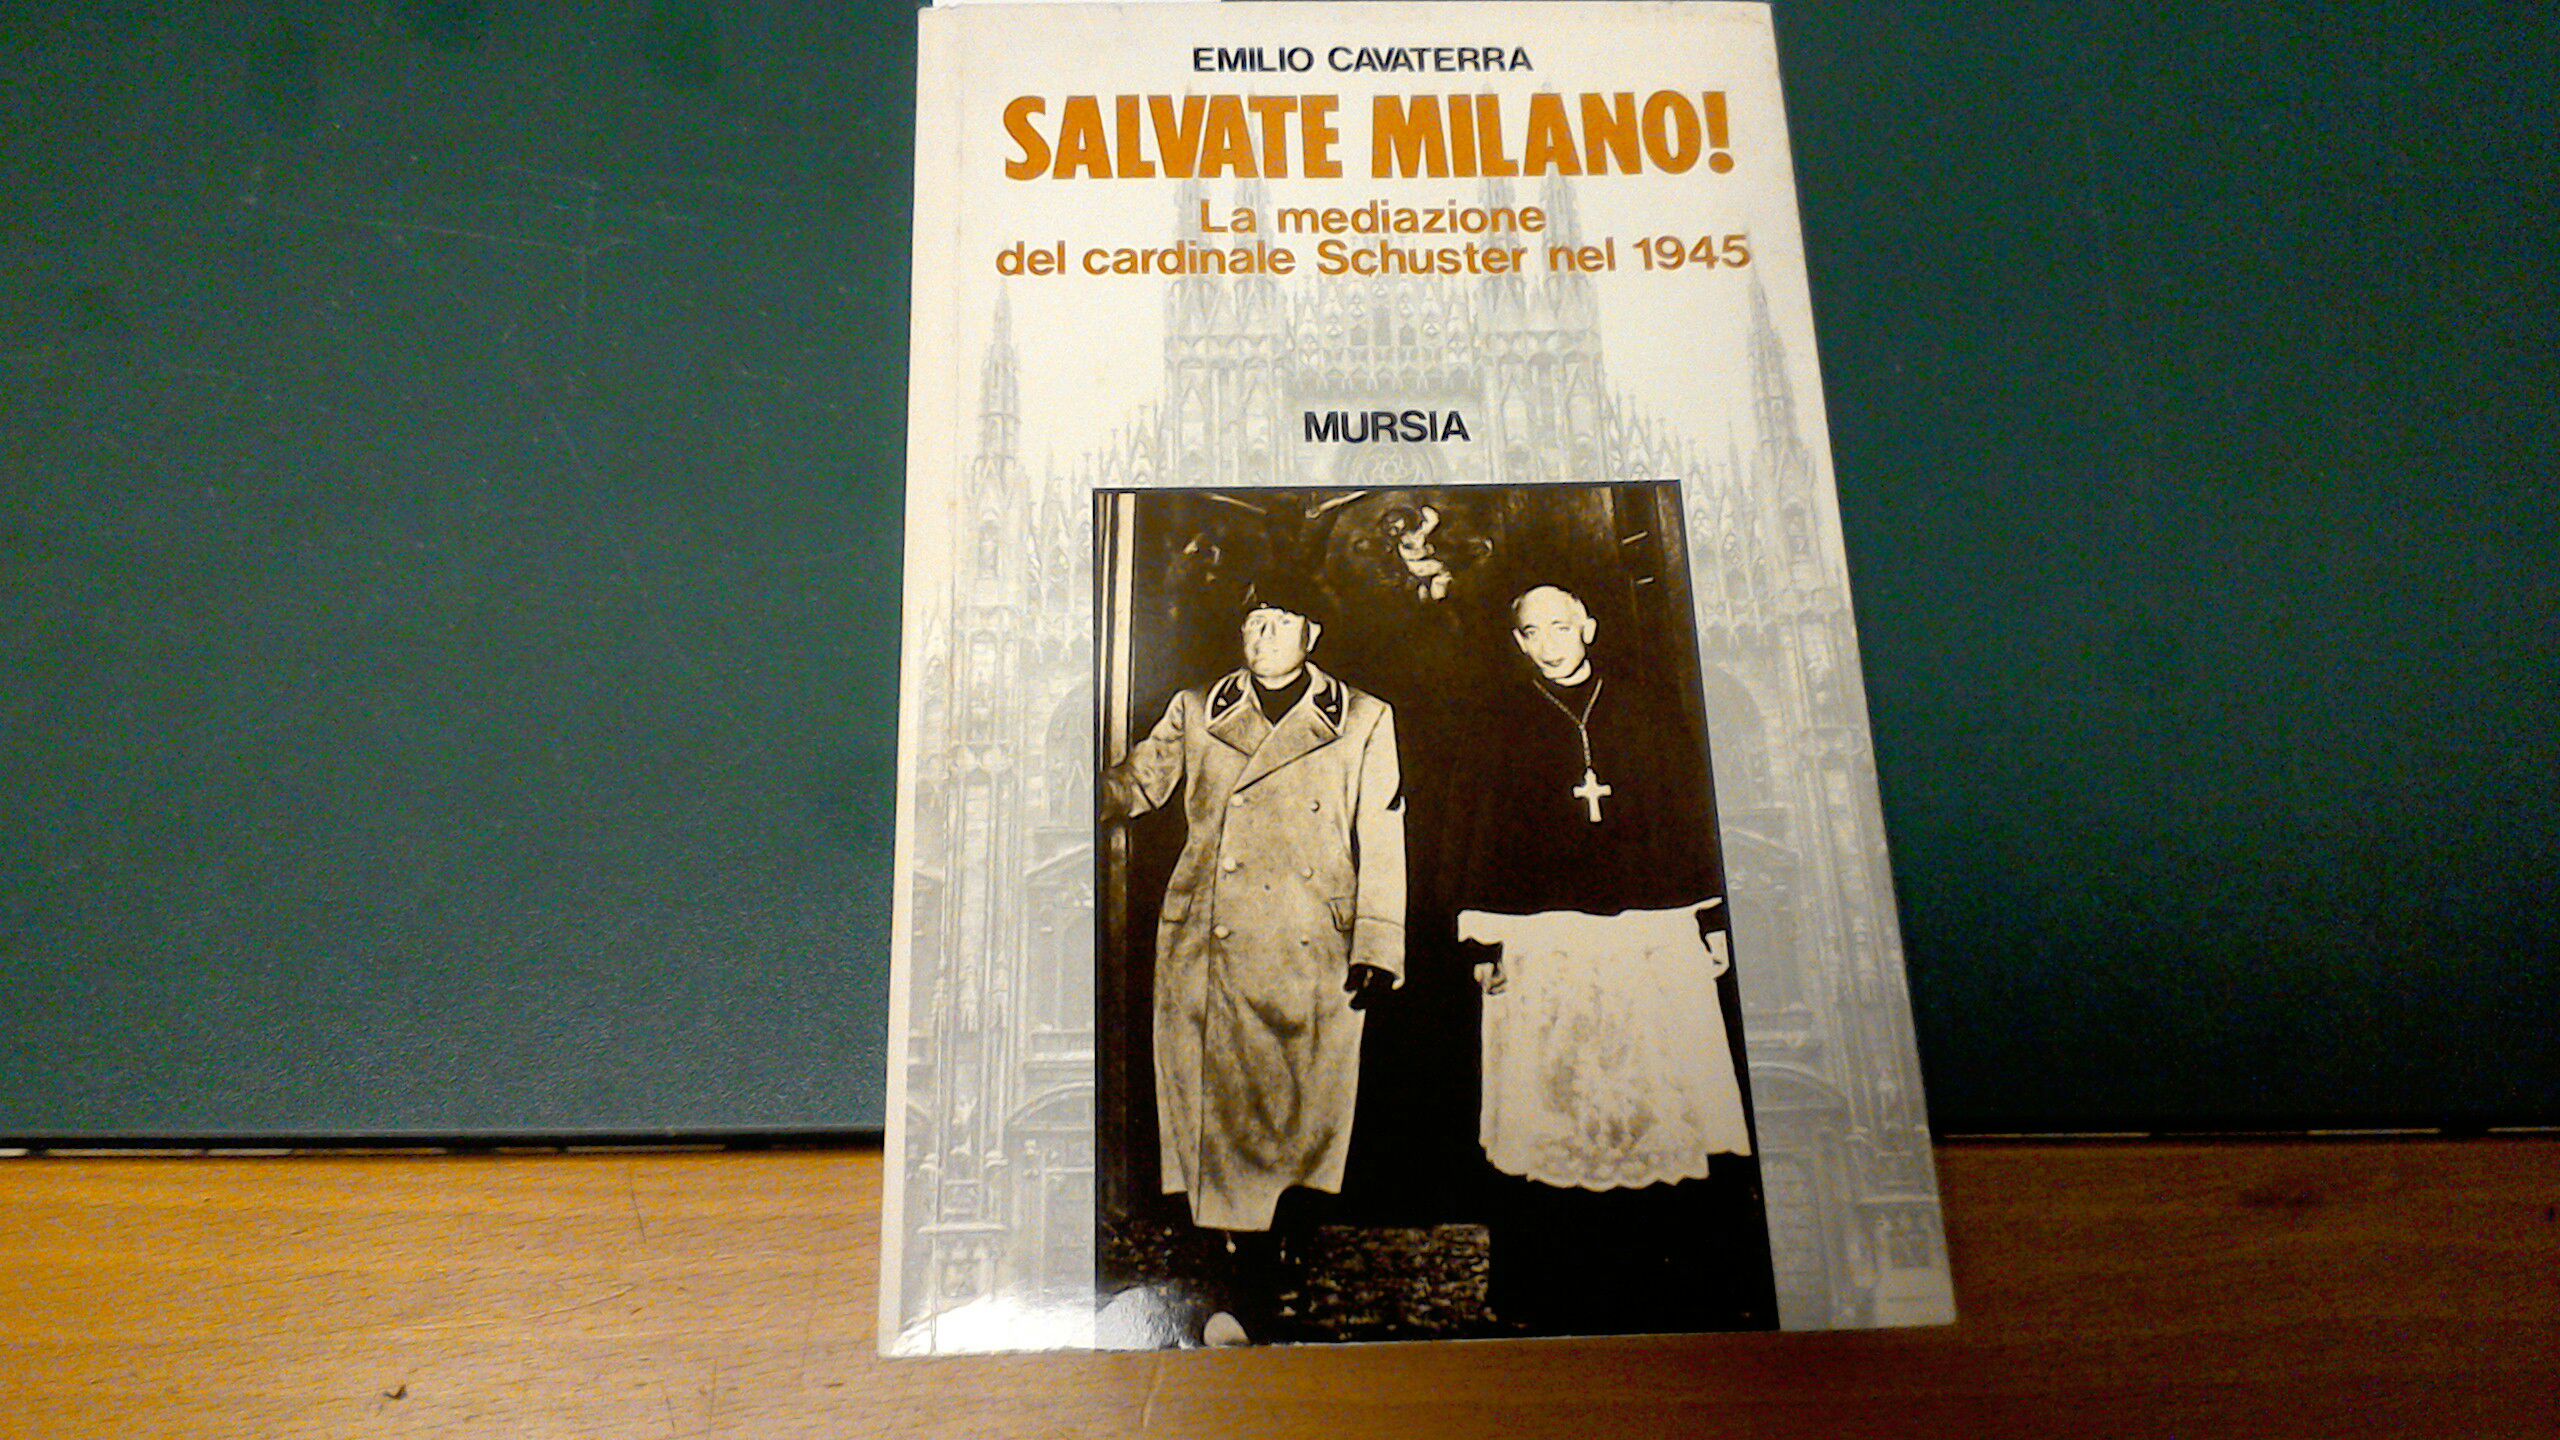 EMILIO CAVATERRA
SALVATE MILANO!
La mediazione
del cardinale Schuster nel 1945
MURSIA